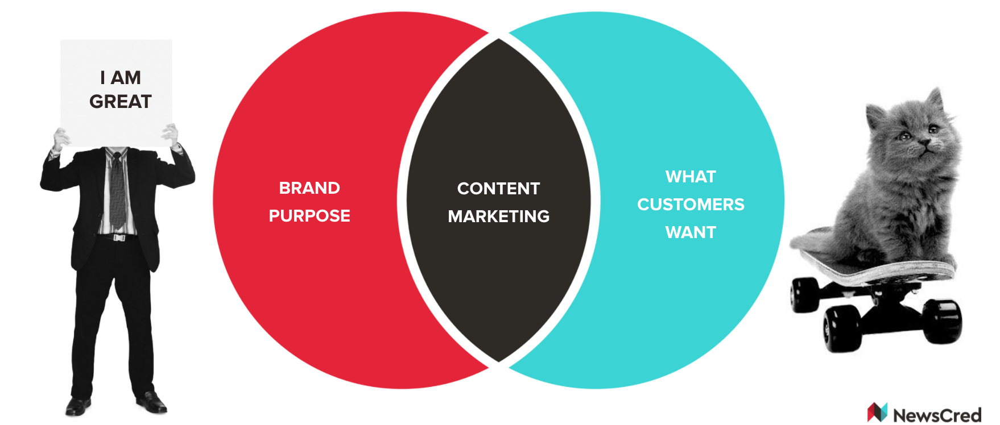 I AM
GREAT
BRAND
PURPOSE
CONTENT
MARKETING
WHAT
CUSTOMERS
WANT
NewsCred